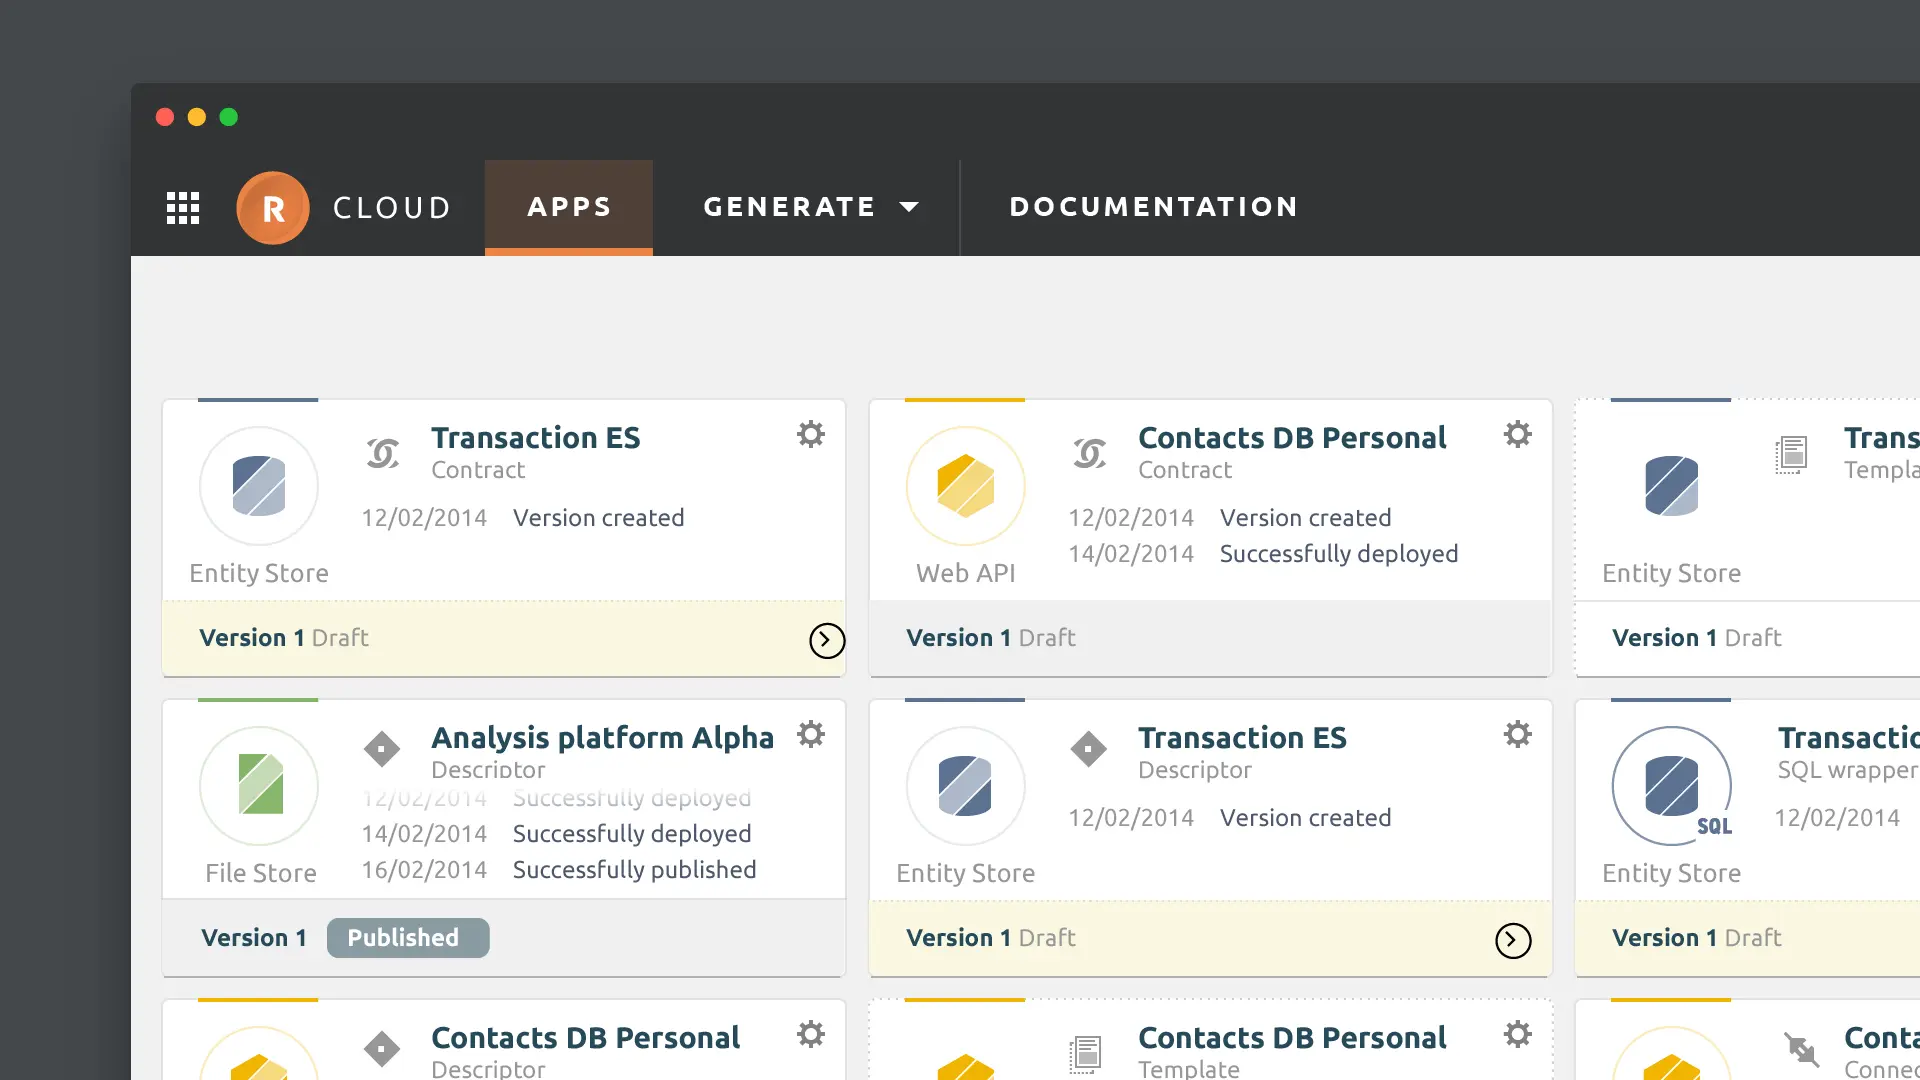 R CLOUD APPS GENERATE DOCUMENTATION
Transaction ES
Contract
12/02/2014 Version created
Entity Store
Version 1 Draft
Contacts DB Personal
Contract
12/02/2014 Version created
14/02/2014 Successfully deployed
Web API
Version 1 Draft
Entity Store
Version 1 Draft
Analysis platform Alpha
Descriptor
12/02/2014 Successfully deployed
14/02/2014 Successfully deployed
16/02/2014 Successfully published
File Store
Version 1 Published
Transaction ES
Descriptor
12/02/2014 Version created
Entity Store
Version 1 Draft
SQL wrapper
12/02/2014
SQL
Entity Store
Version 1 Draft
Contacts DB Personal
Descriptor
Contacts DB Personal
Template